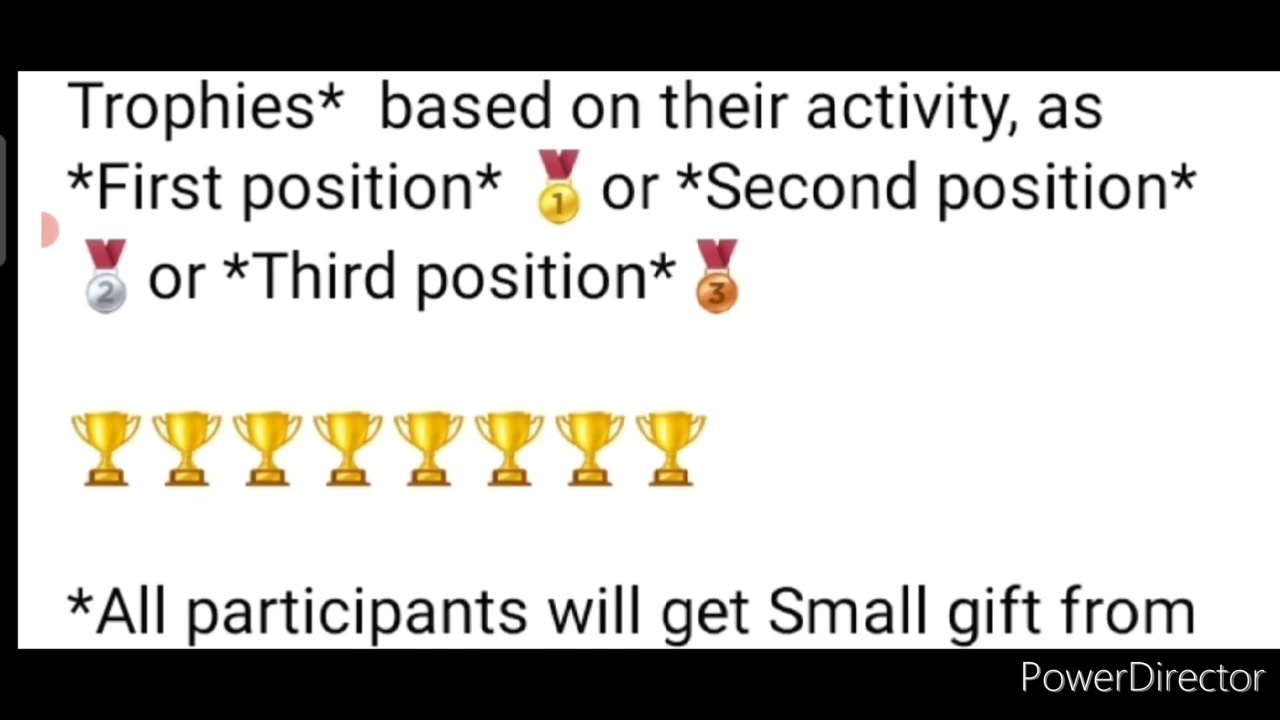 Trophies* based on their activity, as
*First position* 🥇 or *Second position*
🥈 or *Third position* 🥉
🏆🏆🏆🏆🏆🏆🏆🏆
*All participants will get Small gift from
PowerDirector